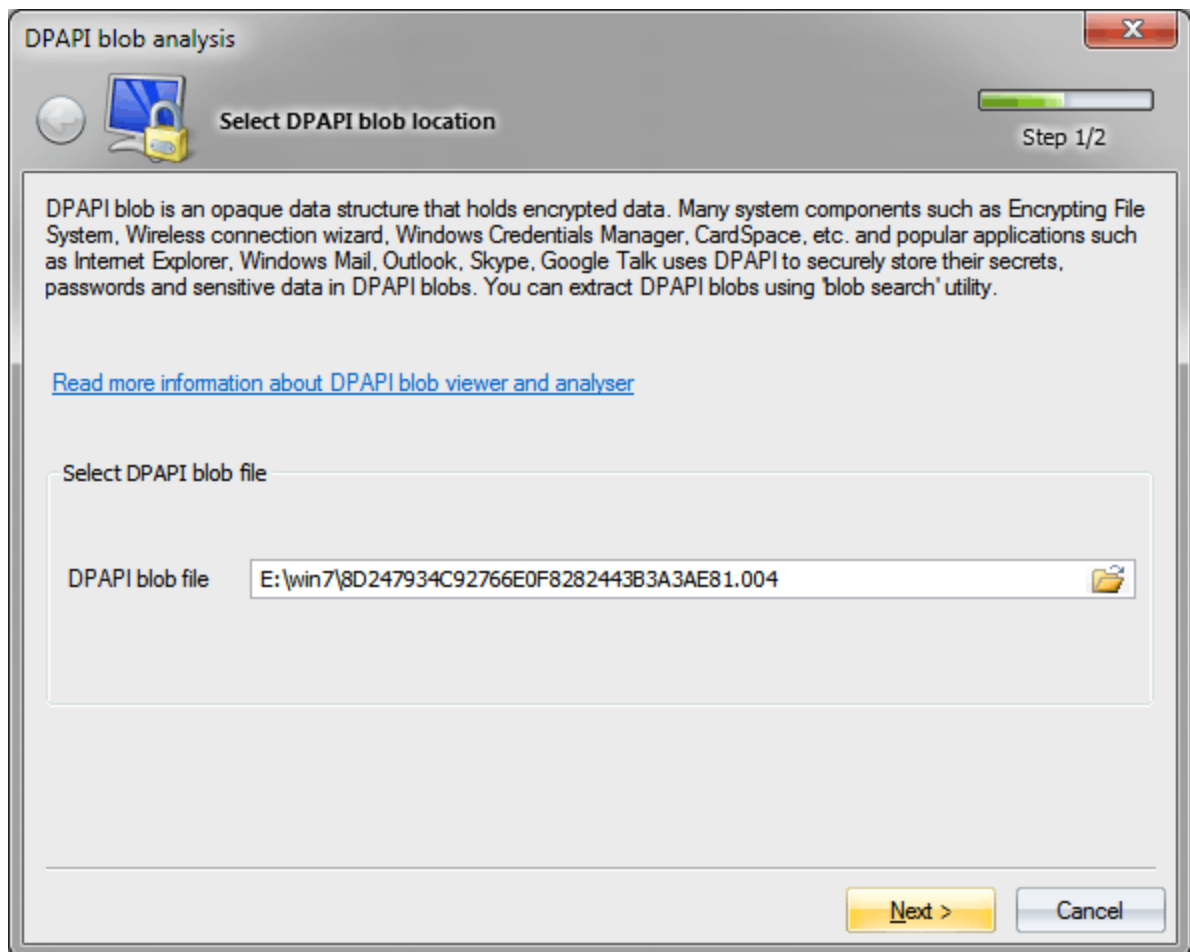 DPAPI blob analysis
Select DPAPI blob location
Step 1/2
DPAPI blob is an opaque data structure that holds encrypted data. Many system components such as Encrypting File
System, Wireless connection wizard, Windows Credentials Manager, CardSpace, etc. and popular applications such
as Internet Explorer, Windows Mail, Outlook, Skype, Google Talk uses DPAPI to securely store their secrets,
passwords and sensitive data in DPAPI blobs. You can extract DPAPI blobs using 'blob search' utility.
Read more information about DPAPI blob viewer and analyser
Select DPAPI blob file
DPAPI blob file
E:\win7\8D247934C92766E0F8282443B3A3AE81.004
Next >
Cancel